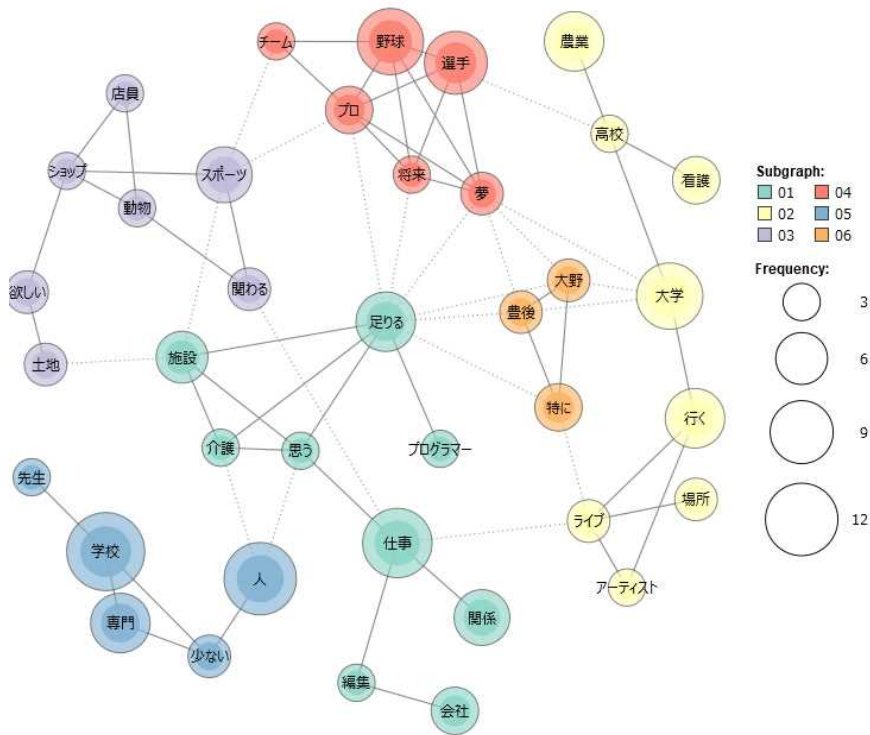 チーム
野球
選手
農業
店員
プロ
高校
ショップ
スポーツ
将来
夢
看護
動物
欲しい
関わる
大野
大学
豊後
足りる
土地
施設
特に
行く
介護
思う
プログラマー
先生
場所
ライブ
学校
仕事
人
アーティスト
専門
関係
少ない
編集
会社
Subgraph:
01 04
02 05
03 06
Frequency:
3
6
9
12